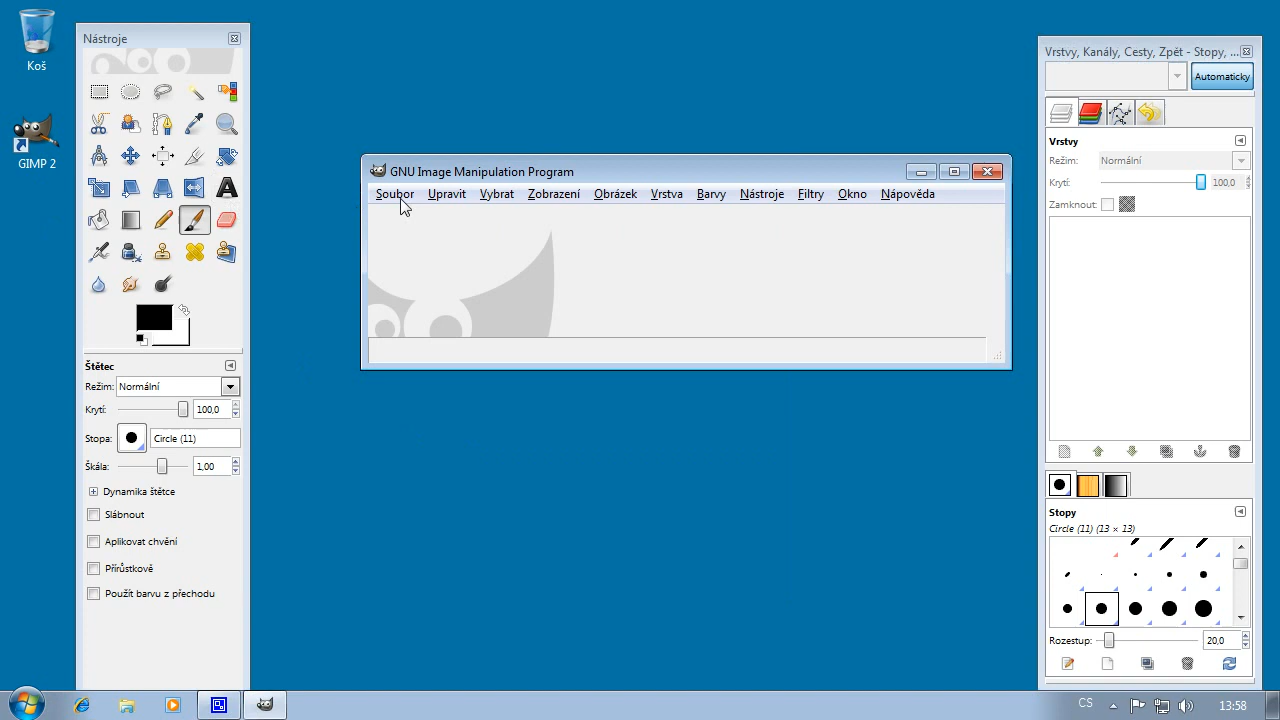 Koš
GIMP 2
Nástroje
Štětec
Režim: Normální
Krytí: 100,0
Stopa: Circle (11)
Škála: 1,00
Dynamika štětce
Slábnout
Aplikovat chvění
Přírůstkově
Použít barvu z přechodu
GNU Image Manipulation Program
Soubor Upravit Vybrat Zobrazení Obrázek Vrstva Barvy Nástroje Filtry Okno Nápověda
Vrstvy, Kanály, Cesty, Zpět - Stopy, ...
Automaticky
Vrstvy
Režim: Normální
Krytí: 100,0
Zamknout:
Stopy
Circle (11) (13 × 13)
Rozestup: 20,0
CS 13:58